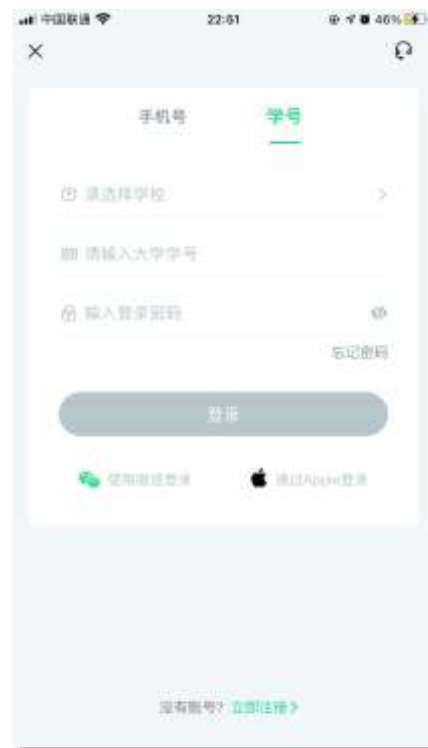 中国联通 22:51 46%
手机号 学号
请选择学校
请输入大学学号
输入登录密码
忘记密码
登录
使用微信登录 通过Apple登录
没有账号? 立即注册>